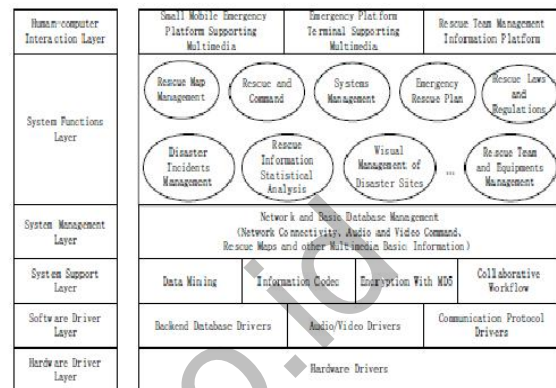 Human-computer
Interaction Layer
Small Mobile Emergency
Platform Supporting
Multimedia
Emergency Platform
Terminal Supporting
Multimedia
Rescue Team Management
Information Platform
System Functions
Layer
Rescue Map
Management
Rescue and
Command
Systems
Management
Emergency
Rescue Plan
Rescue Laws
and
Regulations
Disaster
Incidents
Management
Rescue
Information
Statistical
Analysis
Visual
Management of
Disaster Sites
...
Rescue Team
and Equipments
Management
System Management
Layer
Network and Basic Database Management
(Network Connectivity, Audio and Video Command,
Rescue Maps and other Multimedia Basic Information)
System Support
Layer
Data Mining
Information Codec
Encryption With MD5
Collaborative
Workflow
Software Driver
Layer
Backend Database Drivers
Audio/Video Drivers
Communication Protocol
Drivers
Hardware Driver
Layer
Hardware Drivers
o.id